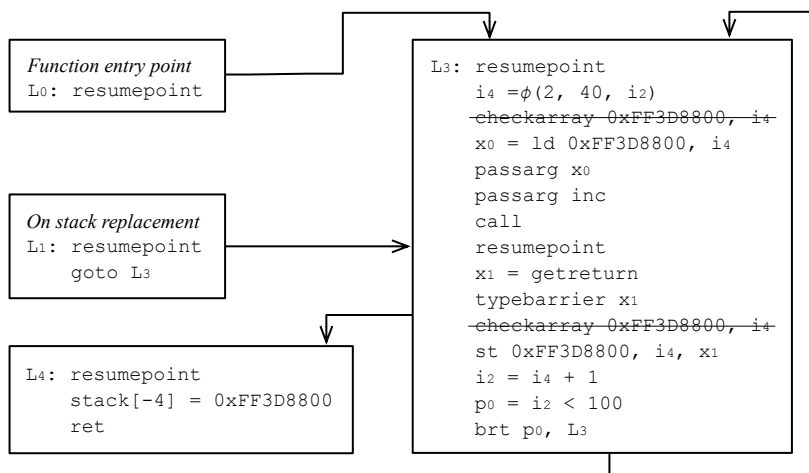 Function entry point
L0: resumepoint
On stack replacement
L1: resumepoint
goto L3
L4: resumepoint
stack[-4] = 0xFF3D8800
ret
L3: resumepoint
i4 =ϕ(2, 40, i2)
checkarray 0xFF3D8800, i4
x0 = ld 0xFF3D8800, i4
passarg x0
passarg inc
call
resumepoint
x1 = getreturn
typebarrier x1
checkarray 0xFF3D8800, i4
st 0xFF3D8800, i4, x1
i2 = i4 + 1
p0 = i2 < 100
brt p0, L3